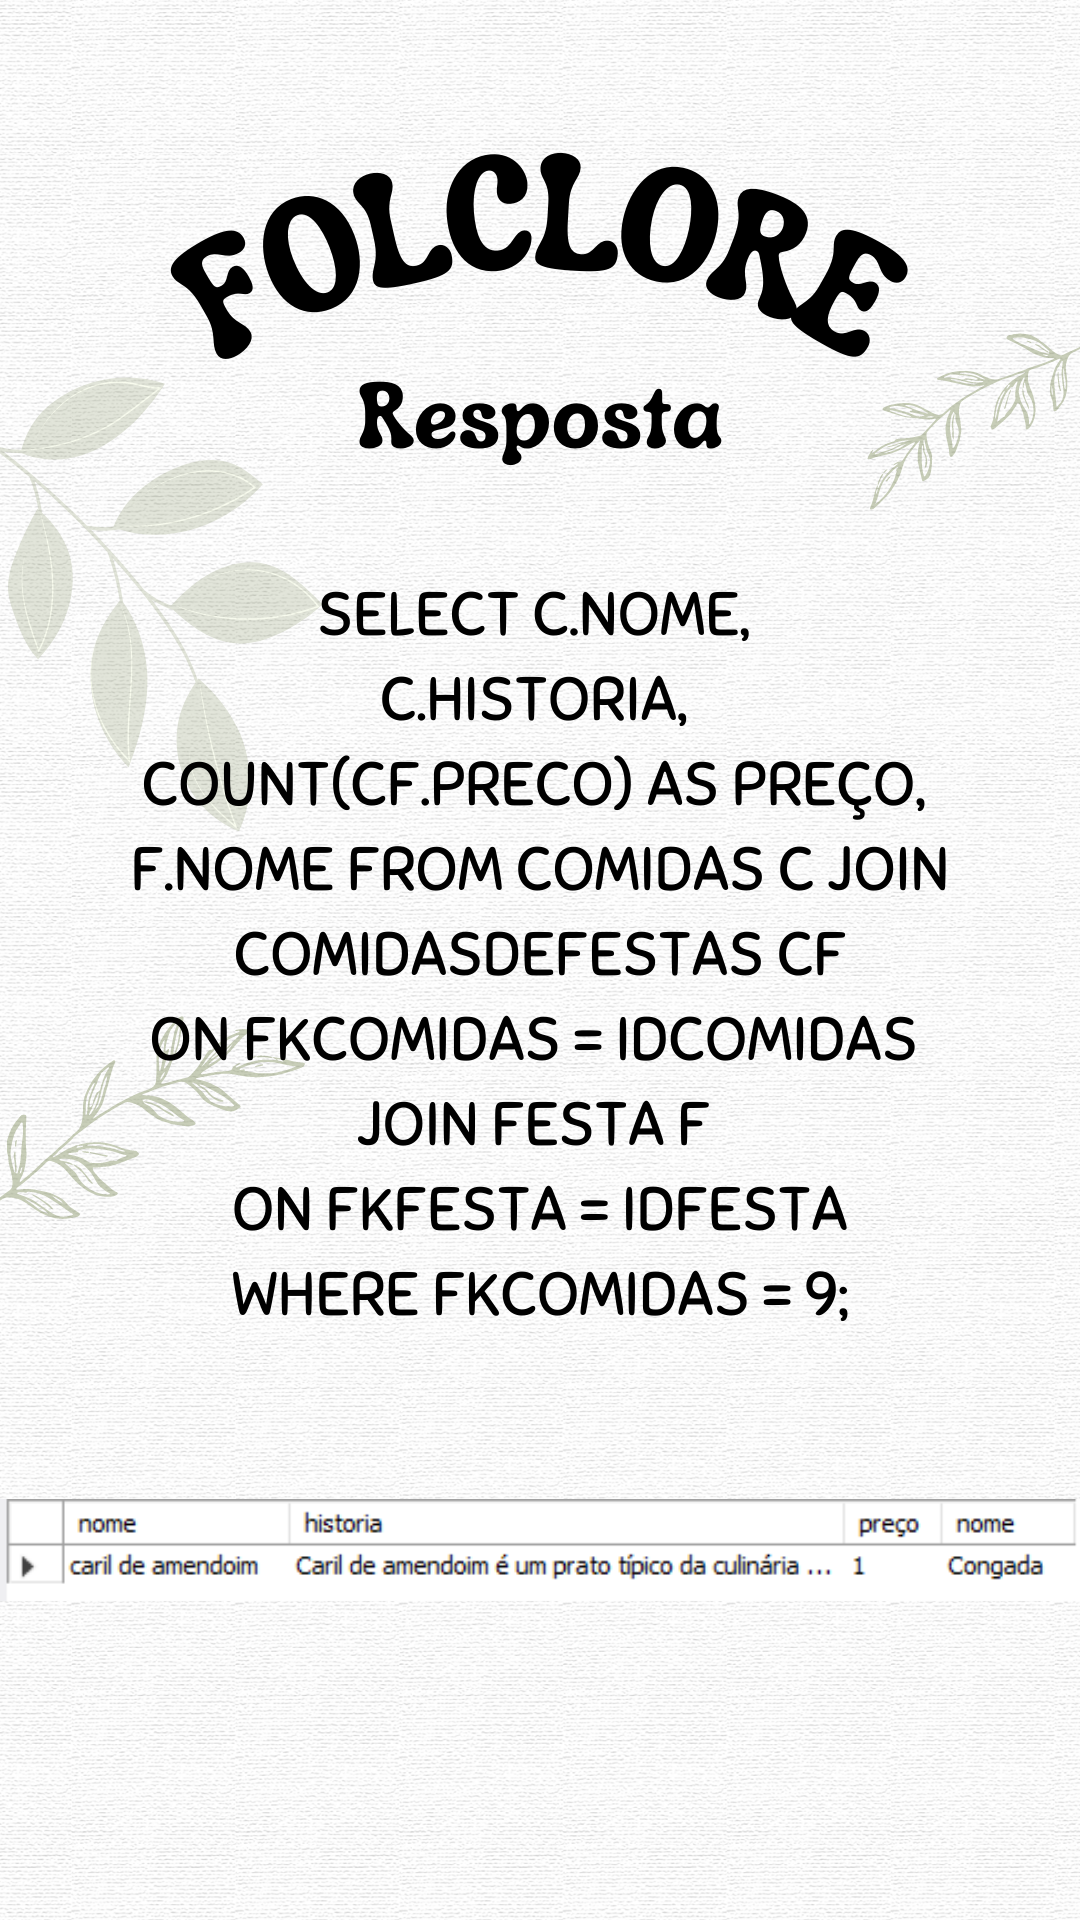 FOLCLORE
Resposta
SELECT C.NOME,
C.HISTORIA,
COUNT(CF.PRECO) AS PREÇO,
F.NOME FROM COMIDAS C JOIN
COMIDASDEFESTAS CF
ON FKCOMIDAS = IDCOMIDAS
JOIN FESTA F
ON FKFESTA = IDFESTA
WHERE FKCOMIDAS = 9;
nome historia preço nome
caril de amendoim Caril de amendoim é um prato típico da culinária ... 1 Congada